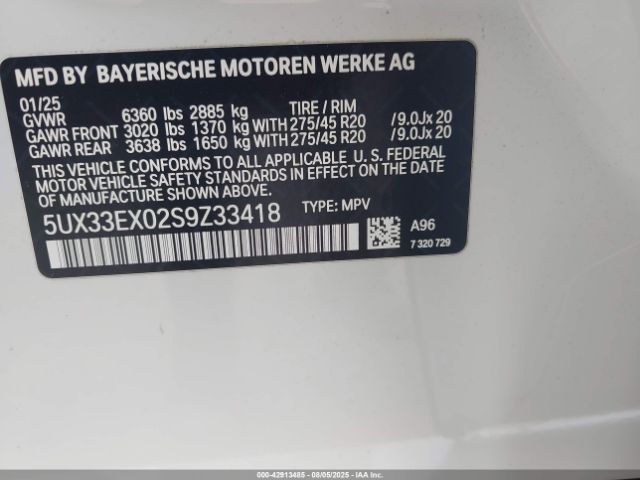 MFD BY BAYERISCHE MOTOREN WERKE AG
01/25 TIRE / RIM
GVWR 6360 lbs 2885 kg
GAWR FRONT 3020 lbs 1370 kg WITH 275/45 R20 /9.0Jx 20
GAWR REAR 3638 lbs 1650 kg WITH 275/45 R20 /9.0Jx 20
THIS VEHICLE CONFORMS TO ALL APPLICABLE U. S. FEDERAL
MOTOR VEHICLE SAFETY STANDARDS IN EFFECT ON THE DATE
OF MANUFACTURE SHOWN ABOVE.
5UX33EX02S9Z33418 TYPE: MPV
A96
7 320 729
000-42913485 - 08/05/2025 - IAAI.com